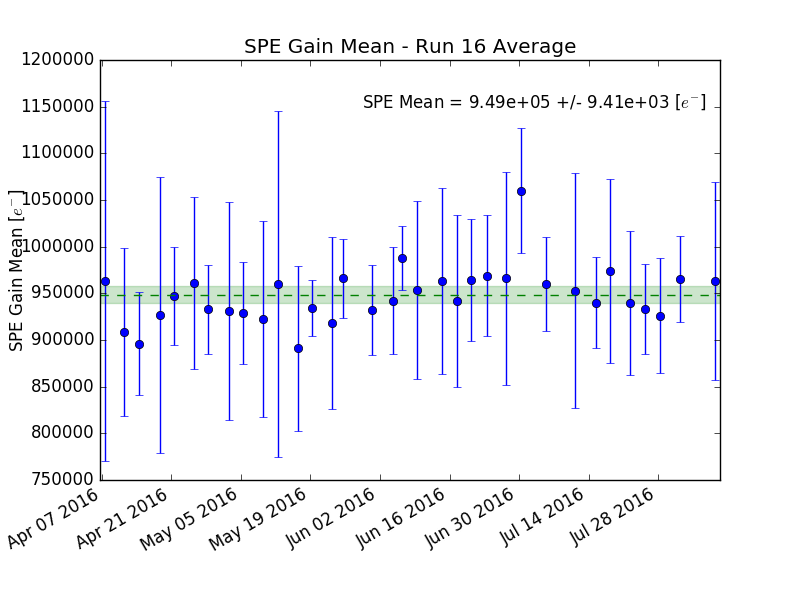 SPE Gain Mean - Run 16 Average
SPE Mean = 9.49e+05 +/- 9.41e+03 [e⁻]
SPE Gain Mean [e⁻]
1200000
1150000
1100000
1050000
1000000
950000
900000
850000
800000
750000
Apr 07 2016
Apr 21 2016
May 05 2016
May 19 2016
Jun 02 2016
Jun 16 2016
Jun 30 2016
Jul 14 2016
Jul 28 2016